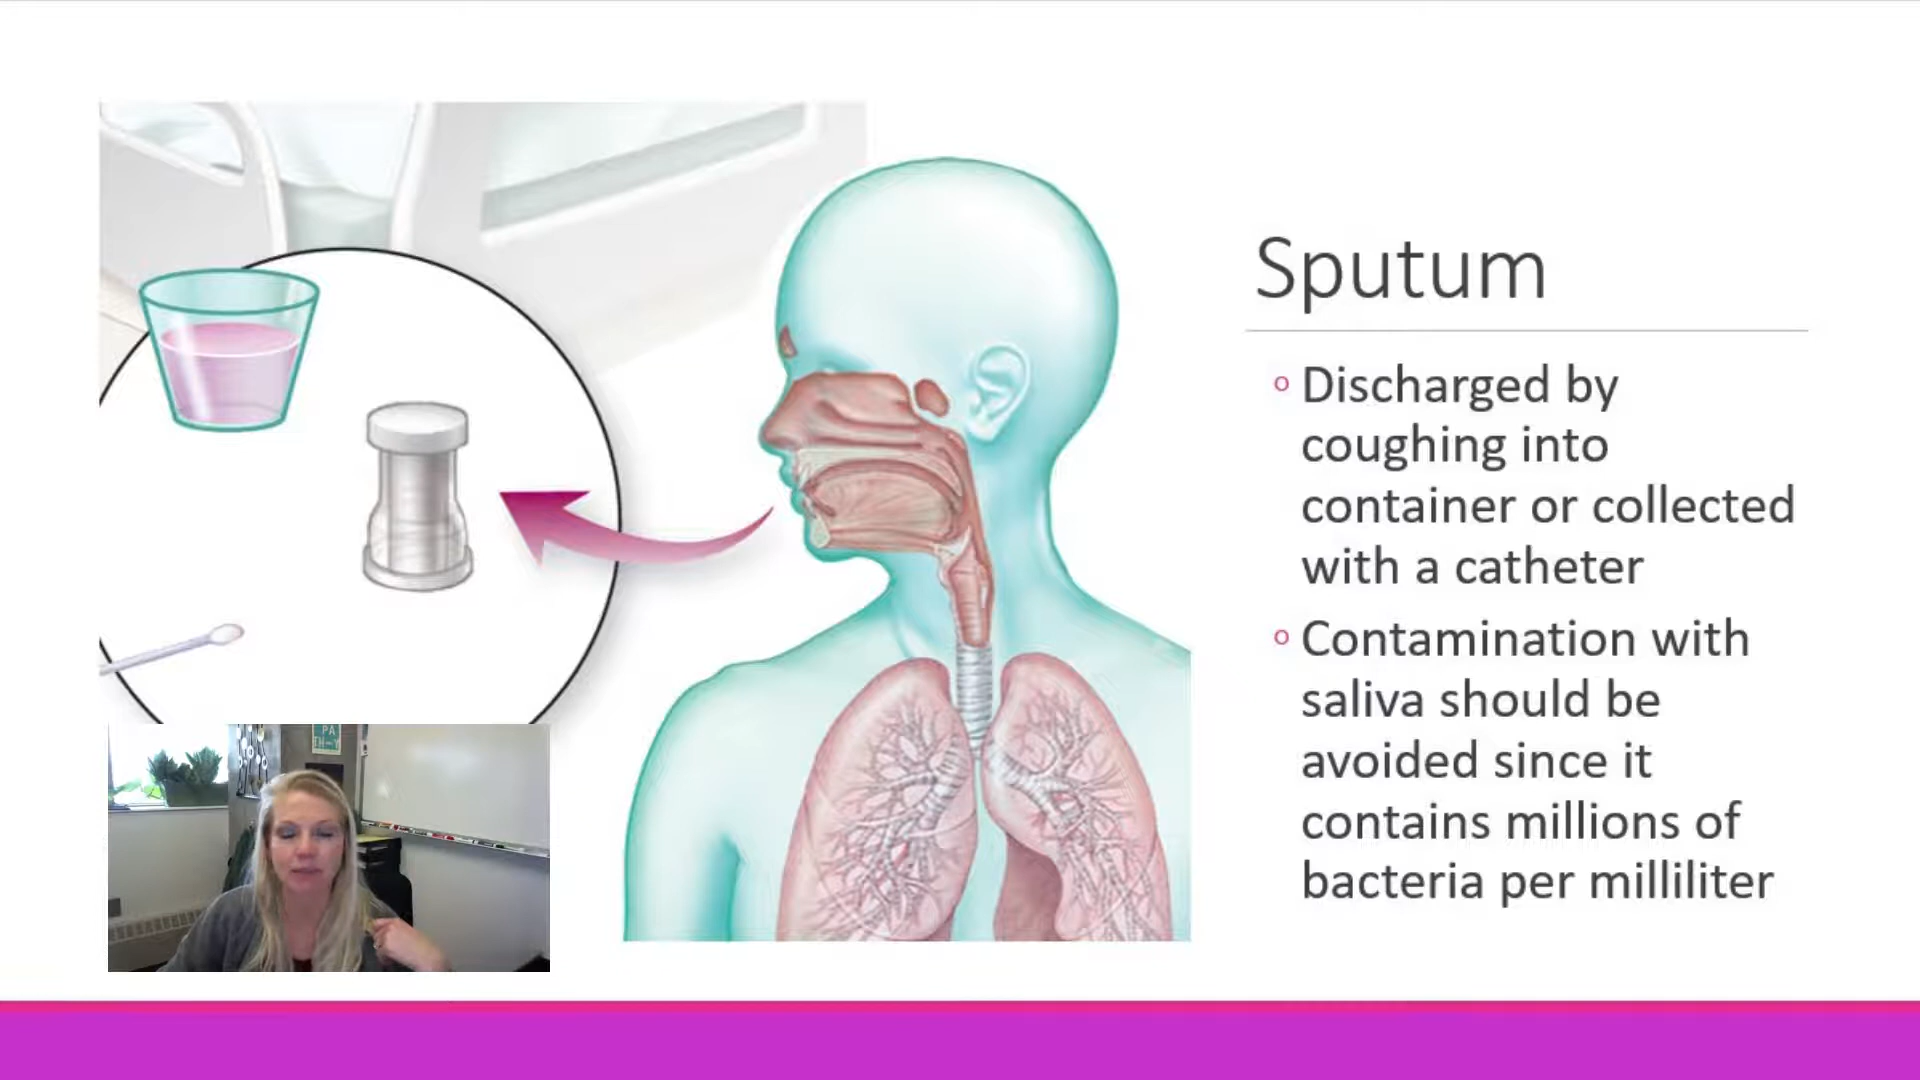 Sputum
Discharged by
coughing into
container or collected
with a catheter
Contamination with
saliva should be
avoided since it
contains millions of
bacteria per milliliter
PA